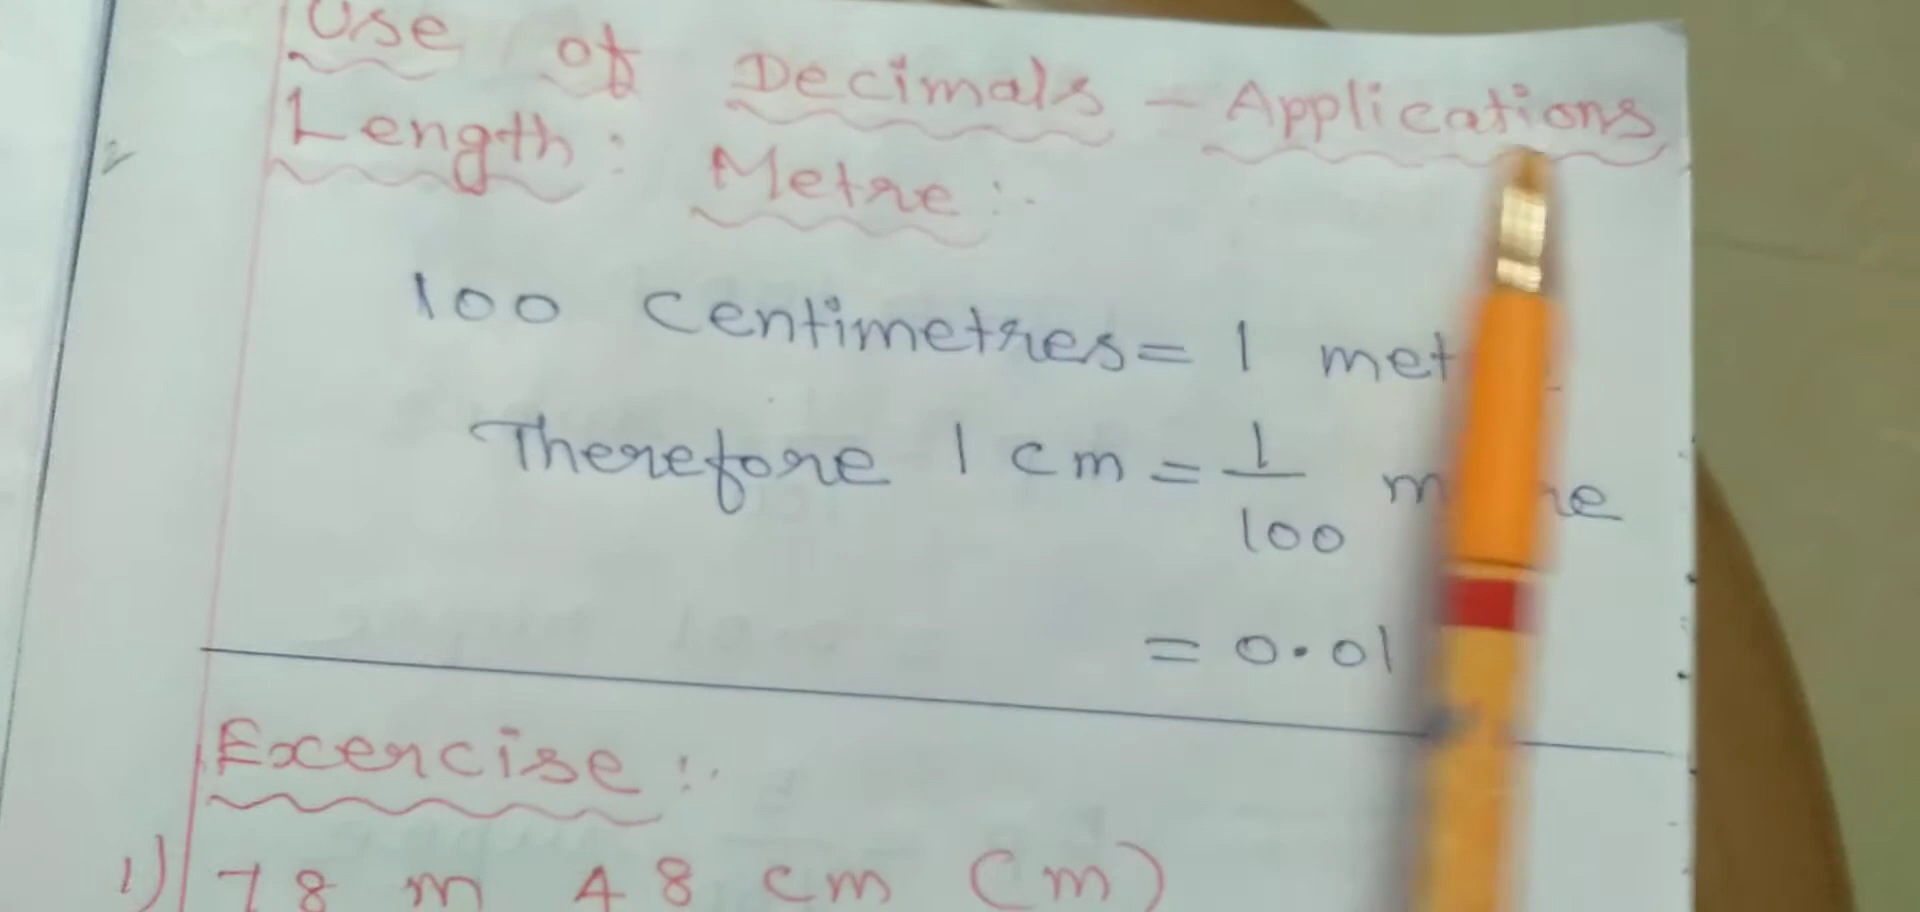 Use of Decimals - Applications
Length: Metre:-
100 Centimetres = 1 met
Therefore 1 cm = 1/100
= 0.01
Exercise:-
1) 78 m 48 cm (m)